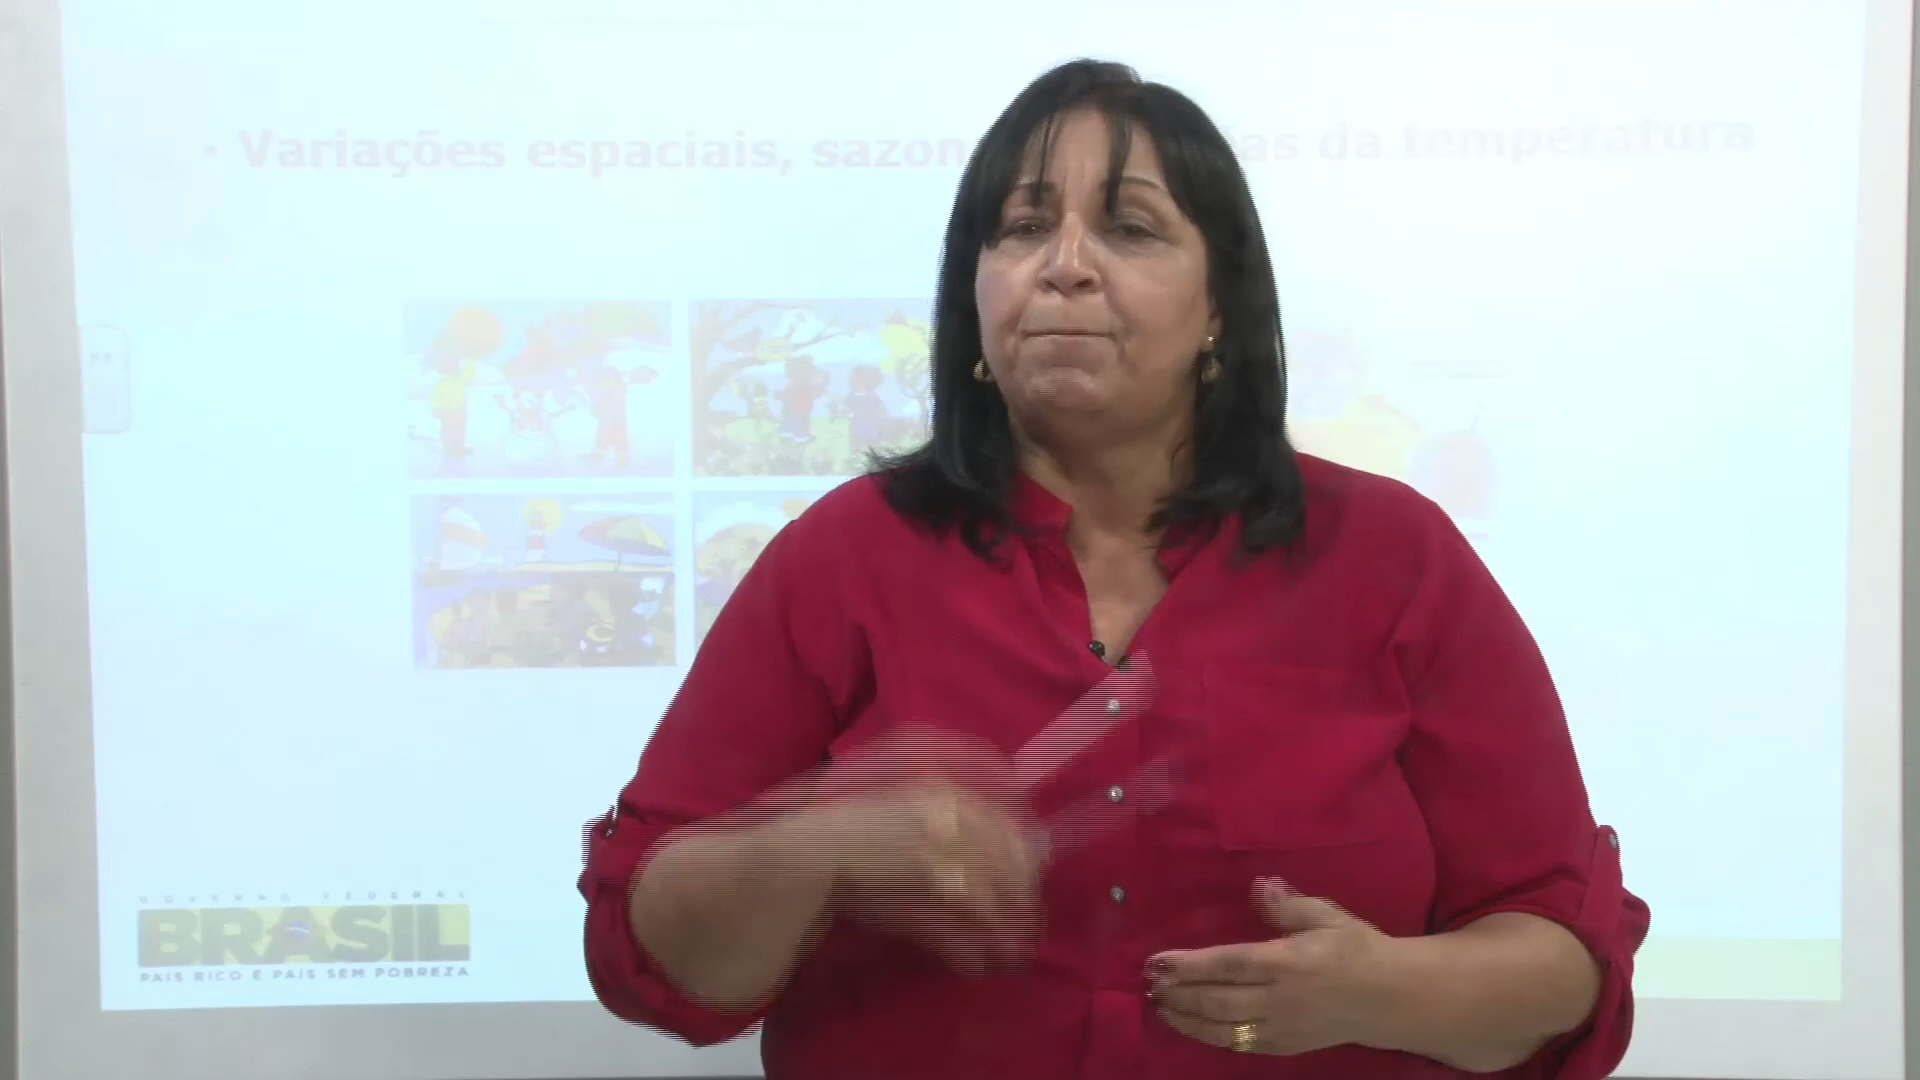 • Variações espaciais, sazon as da temperatura
GOVERNO FEDERAL
BRASIL
PAÍS RICO É PAÍS SEM POBREZA